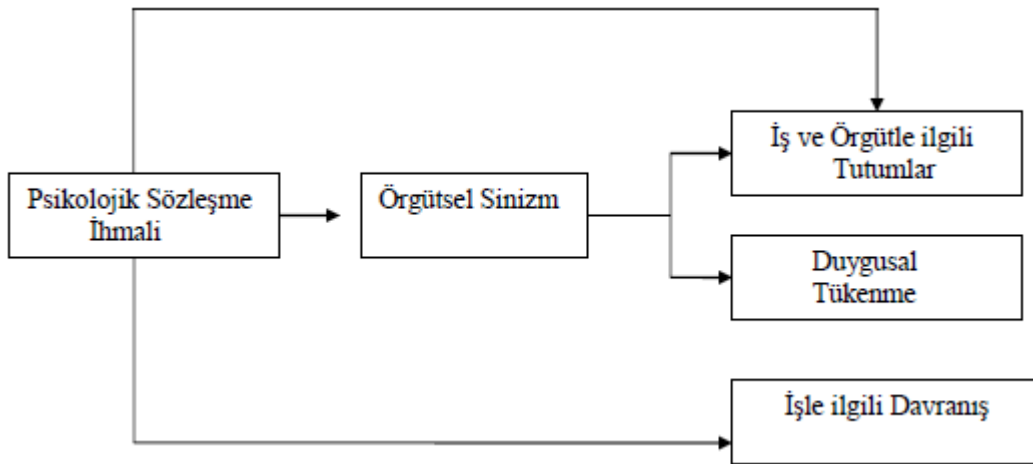 Psikolojik Sözleşme
İhmali
Örgütsel Sinizm
İş ve Örgütle ilgili
Tutumlar
Duygusal
Tükenme
İşle ilgili Davranış